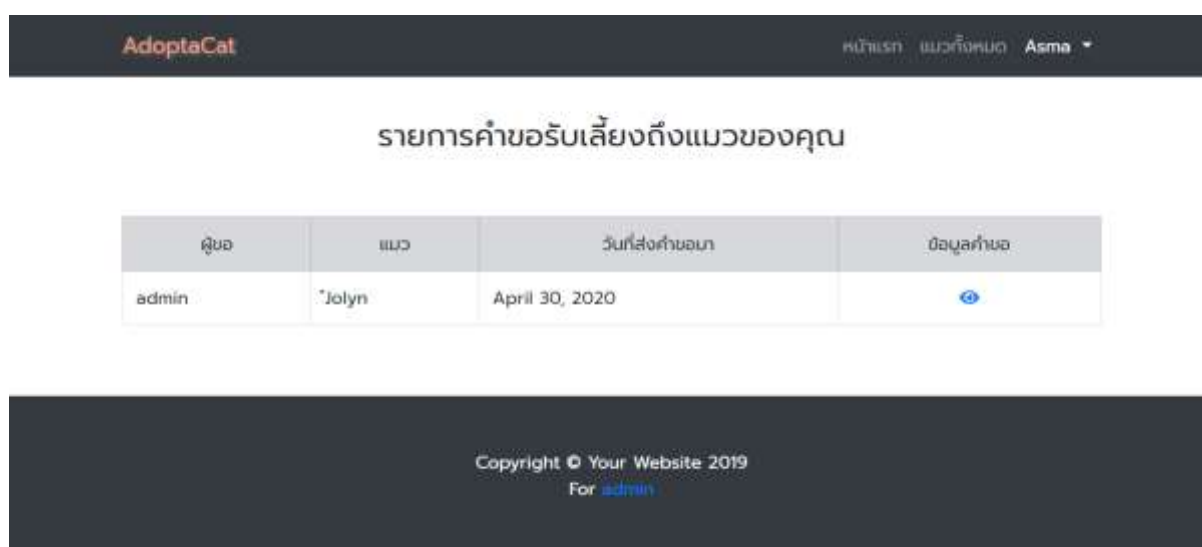 AdoptaCat
หน้าแรก แมวทั้งหมด Asma
รายการคำขอรับเลี้ยงถึงแมวของคุณ
ผู้ขอ แมว วันที่ส่งคำขอมา ข้อมูลคำขอ
admin ํJolyn April 30, 2020
Copyright © Your Website 2019
For admin